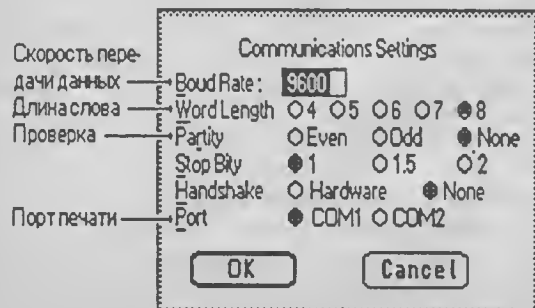 Communications Settings
Скорость пере-
дачи данных
Boud Rate: 9600
Длина слова
Word Length 4 5 6 7 8
Проверка
Partity Even Odd None
Stop Bity 1 1.5 2
Handshake Hardware None
Порт печати
Port COM1 COM2
OK Cancel